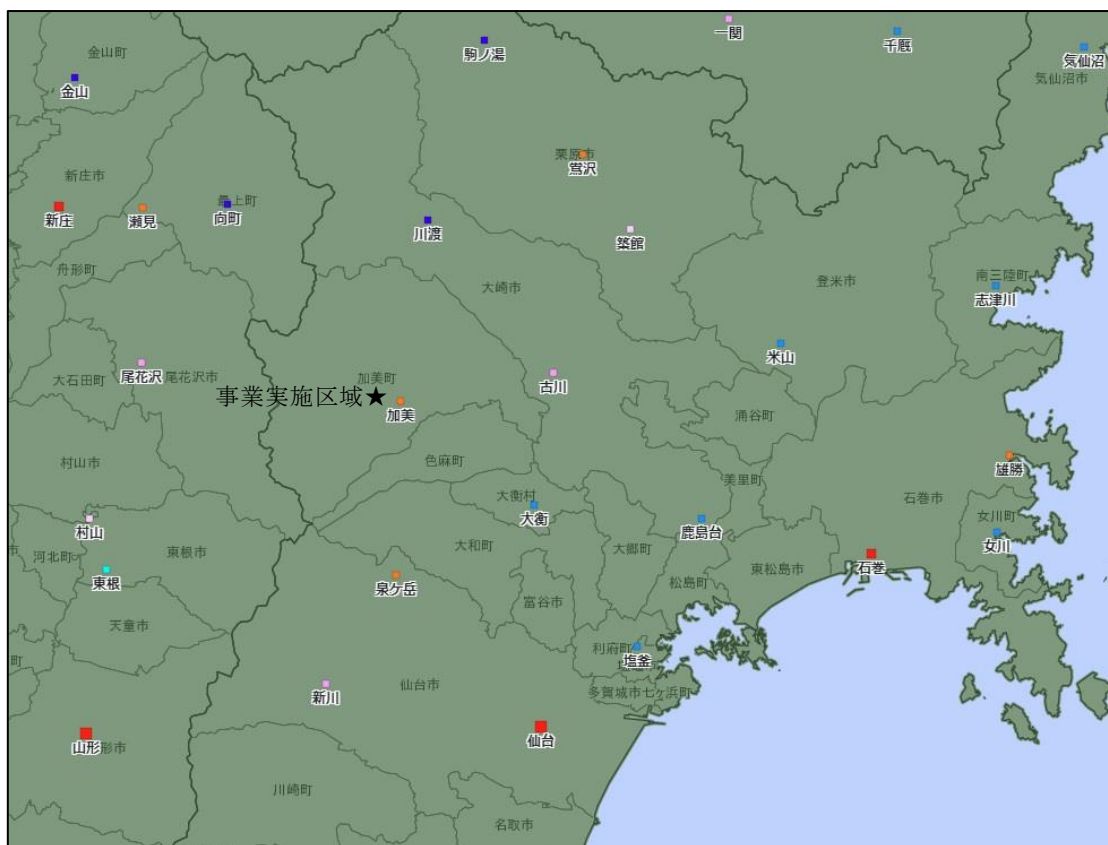 一関
千厩
気仙沼
気仙沼市
駒ノ湯
金山町
金山
栗原市
鶯沢
新庄市
新庄
瀬見
最上町
向町
川渡
築館
舟形町
大崎市
登米市
南三陸町
志津川
米山
尾花沢
尾花沢市
大石田町
加美町
事業実施区域★
加美
古川
涌谷町
村山市
色麻町
美里町
雄勝
石巻市
大衡村
大衡
女川町
女川
村山
河北町
東根市
大和町
大郷町
鹿島台
東松島市
石巻
東根
泉ケ岳
松島町
富谷市
天童市
利府町
塩釜
町
市
新川
仙台市
多賀城市
七ヶ浜町
山形
形市
仙台
川崎町
名取市